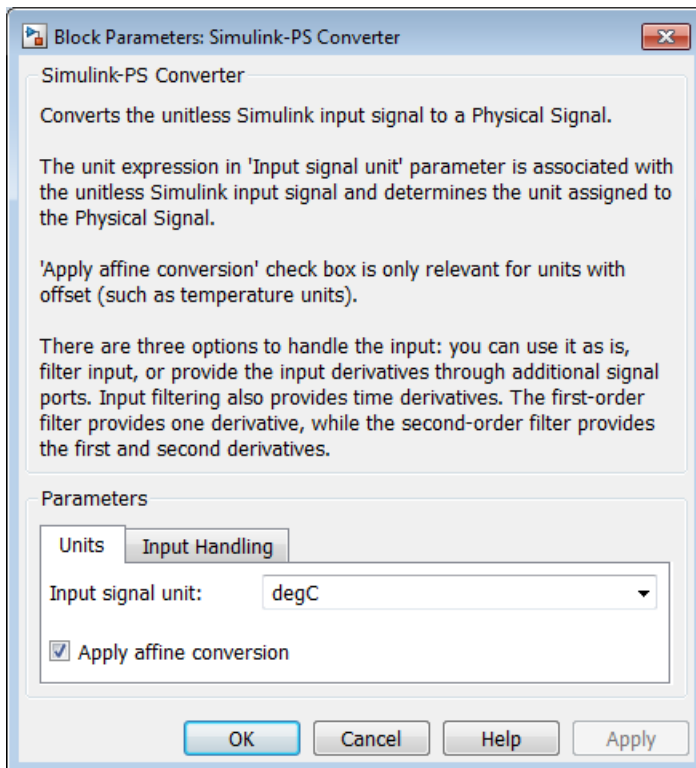 Block Parameters: Simulink-PS Converter
Simulink-PS Converter
Converts the unitless Simulink input signal to a Physical Signal.
The unit expression in 'Input signal unit' parameter is associated with
the unitless Simulink input signal and determines the unit assigned to
the Physical Signal.
'Apply affine conversion' check box is only relevant for units with
offset (such as temperature units).
There are three options to handle the input: you can use it as is,
filter input, or provide the input derivatives through additional signal
ports. Input filtering also provides time derivatives. The first-order
filter provides one derivative, while the second-order filter provides
the first and second derivatives.
Parameters
Units Input Handling
Input signal unit: degC
Apply affine conversion
OK Cancel Help Apply